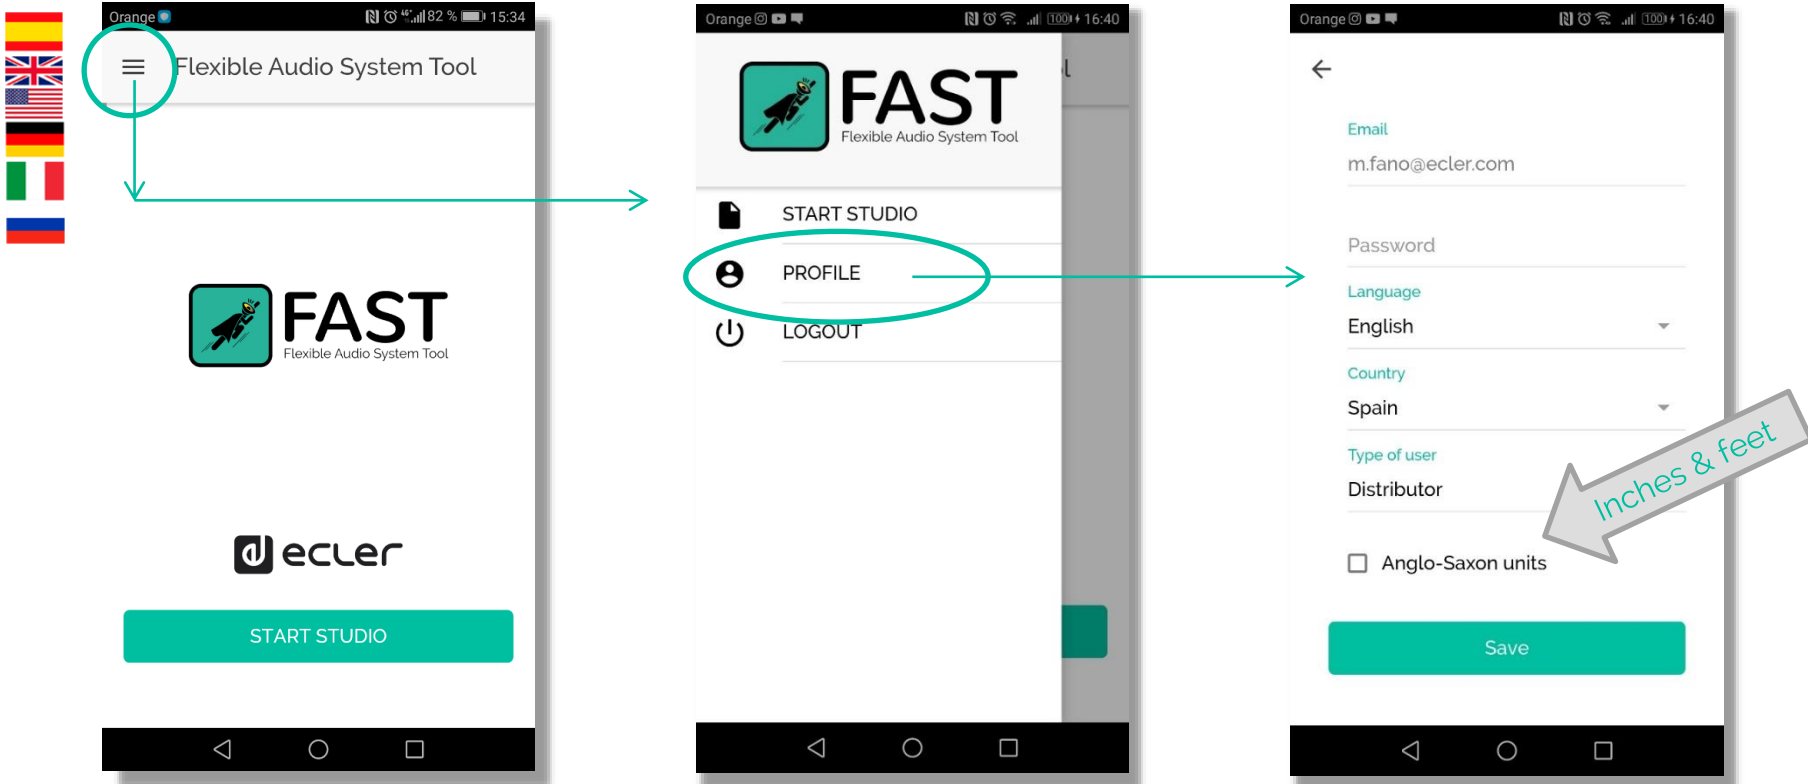 Orange 82 % 15:34
Flexible Audio System Tool
FAST
Flexible Audio System Tool
ecler
START STUDIO
Orange 100 16:40
FAST
Flexible Audio System Tool
START STUDIO
PROFILE
LOGOUT
Orange 100 16:40
Email
m.fano@ecler.com
Password
Language
English
Country
Spain
Type of user
Distributor
Inches & feet
Anglo-Saxon units
Save